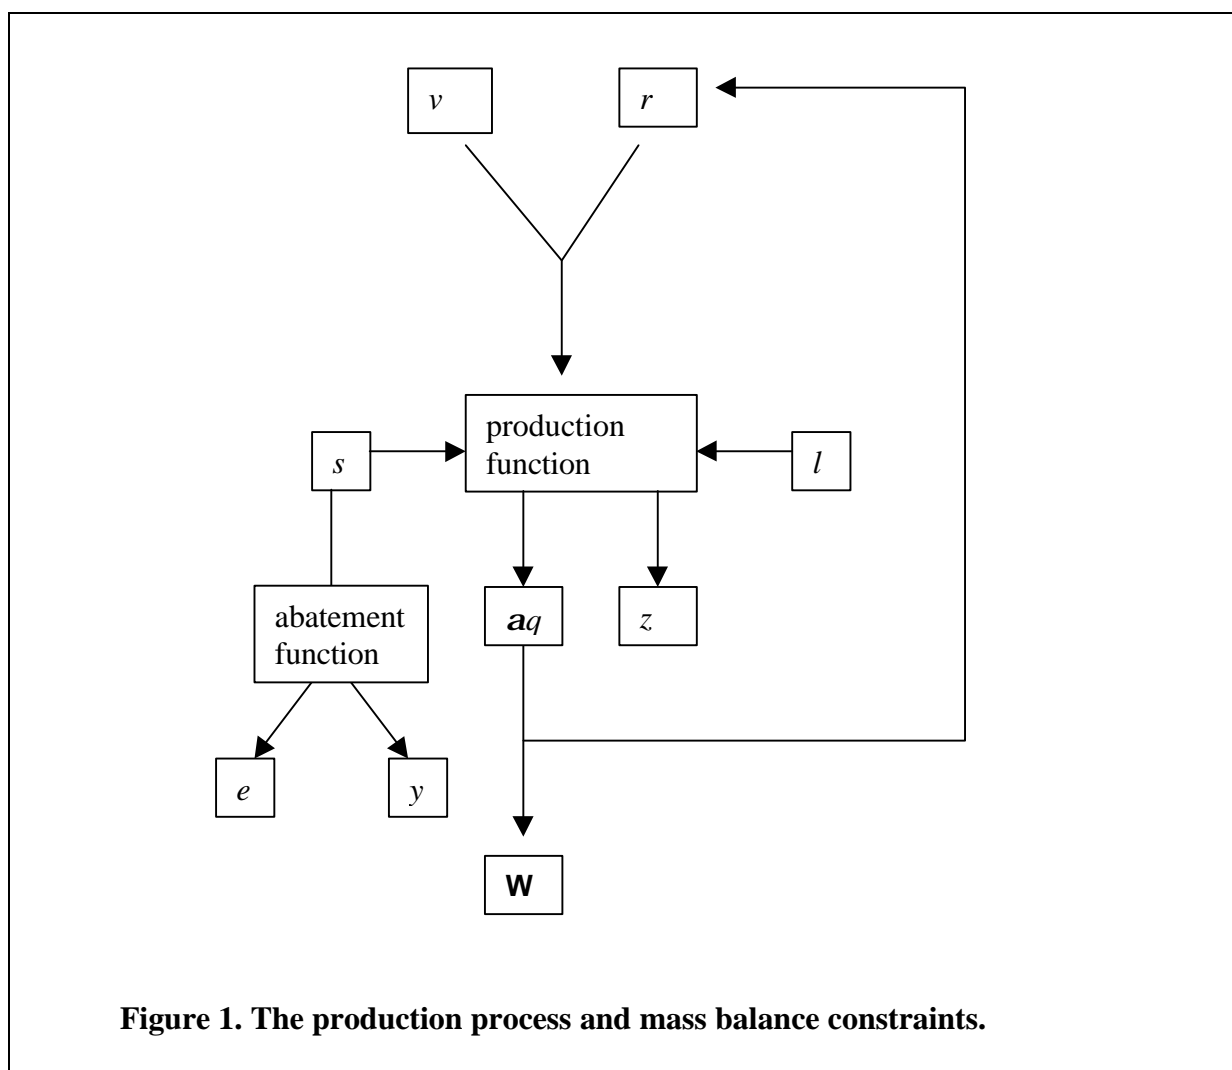 v
r
production
function
s
l
abatement
function
aq
z
e
y
W
Figure 1. The production process and mass balance constraints.